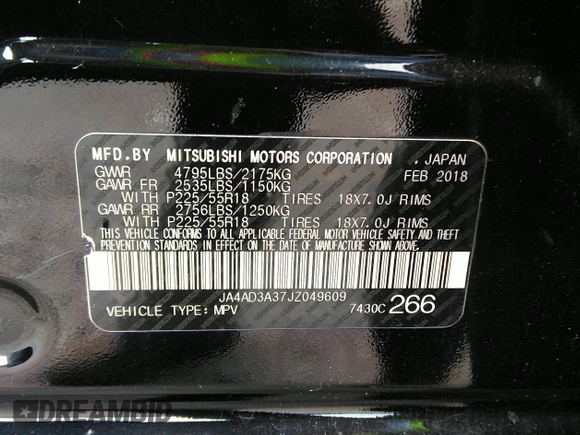 MFD.BY MITSUBISHI MOTORS CORPORATION . JAPAN
GVWR 4795LBS/2175KG FEB 2018
GAWR FR 2535LBS/1150KG
WITH P225/55R18 TIRES 18X7.0J RIMS
GAWR RR 2756LBS/1250KG
WITH P225/55R18 TIRES 18X7.0J RIMS
THIS VEHICLE CONFORMS TO ALL APPLICABLE FEDERAL MOTOR VEHICLE SAFETY AND THEFT
PREVENTION STANDARDS IN EFFECT ON THE DATE OF MANUFACTURE SHOWN ABOVE.
JA4AD3A37JZ049609
VEHICLE TYPE: MPV 7430C 266
DREAMBID